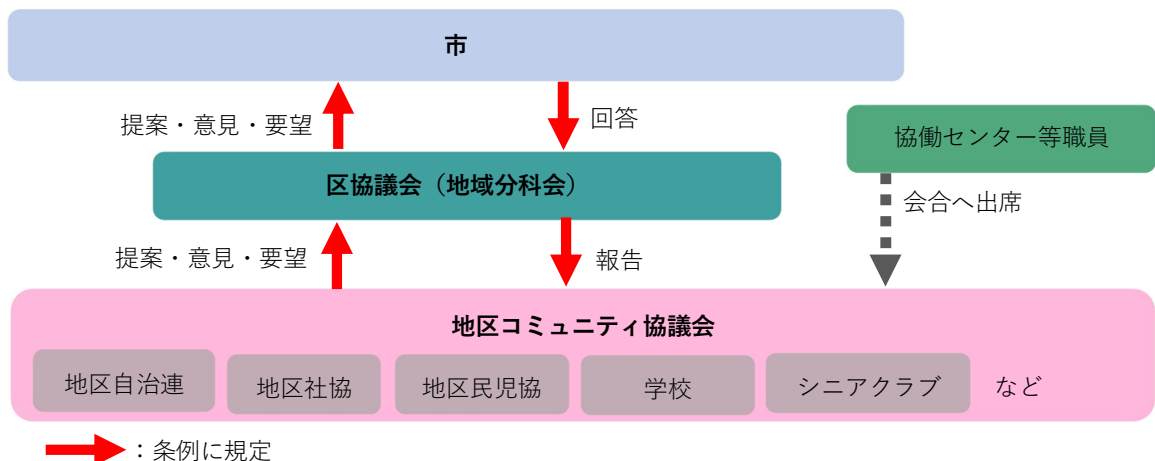 市
提案・意見・要望
回答
協働センター等職員
区協議会（地域分科会）
会合へ出席
提案・意見・要望
報告
地区コミュニティ協議会
地区自治連
地区社協
地区民児協
学校
シニアクラブ
など
：条例に規定